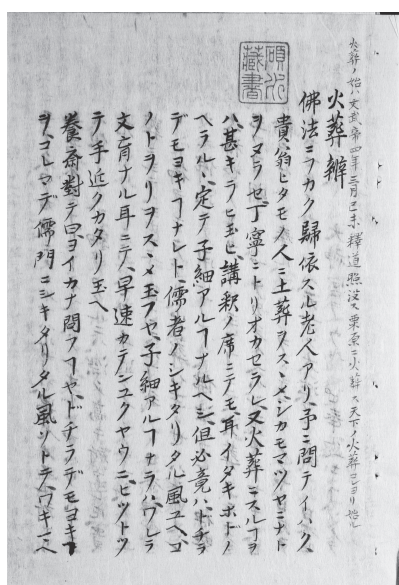 火葬ノ始ハ文武帝四年三月己未釋道照没ス粟原ニ火葬ス天下ノ火葬コレヨリ始ル
碩水藏書
火葬辨
佛法ニフカク歸依スル老人アリ予ニ問テイハク
貴翁ヒタモノ人ニ土葬ヲスヽメシカモマツヤニナト
ヲヌラセ丁寧ニトリオカセラレ又火葬ニスルヿヲ
ハ甚キラヒ玉ヒ講釈ノ席ニテモ耳イタキホドノ
ヘラルヽ定テ子細アルヿナルヘシ但必竟ハドチラ
デモヨキヿナレト儒者ノシキタリタル風ユヘゴ
ノトヲリヲスヽメ玉フヤ子細アルヿナラハワレラ
文盲ナル耳ニテ早速カテンユクヤウニヒツトツ
テ手近クカタリ玉ヘ
養斎對テ曰ヨイカナ問フヿヤドチラデモヨキヿ
ヲコレマデ儒門ニシキタリタル風ソトテワキマヘ